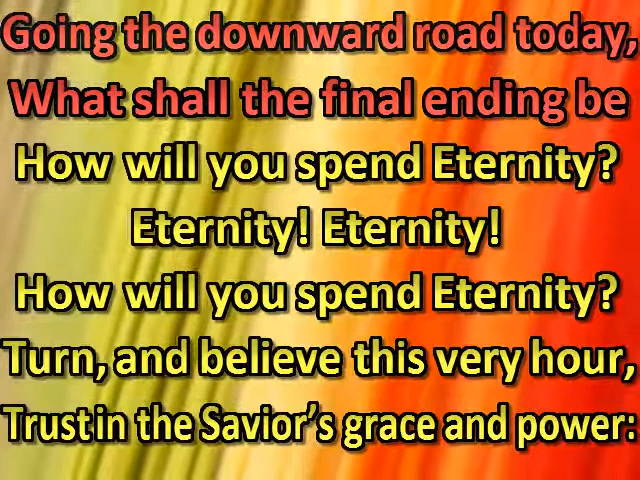 Going the downward road today,
What shall the final ending be
How will you spend Eternity?
Eternity! Eternity!
How will you spend Eternity?
Turn, and believe this very hour,
Trust in the Savior's grace and power: